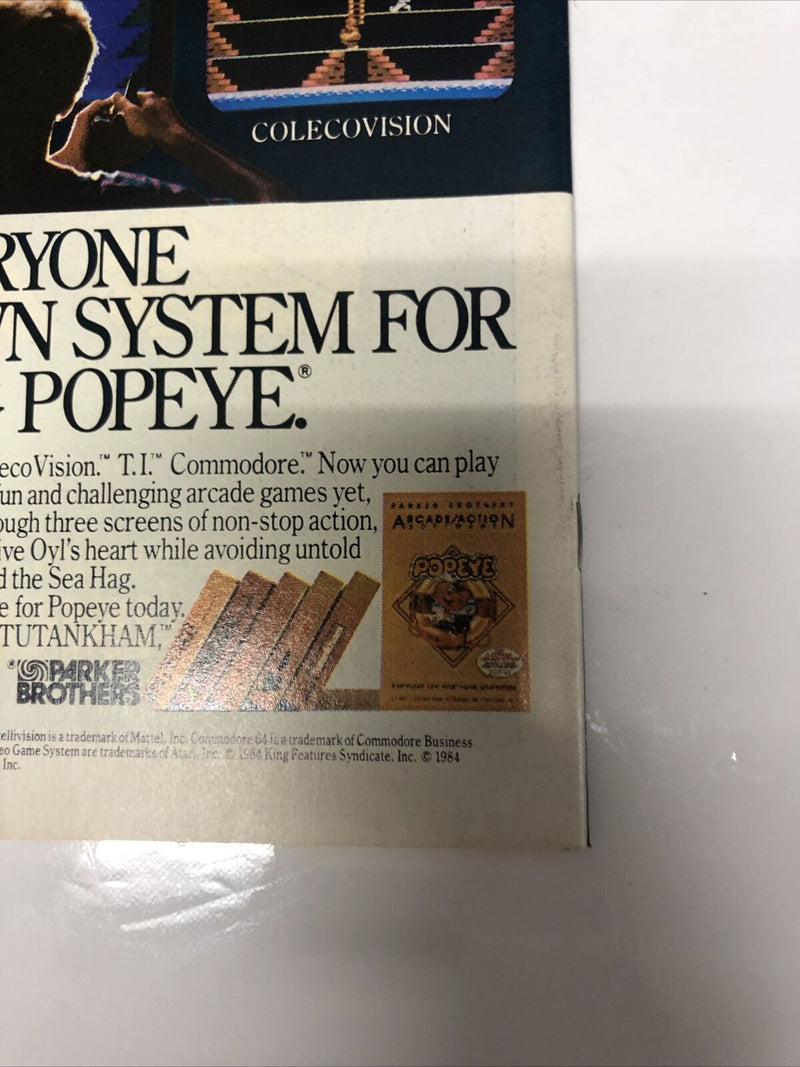 COLECOVISION
RYONE
N SYSTEM FOR
POPEYE.®
ecoVision.™ T.I.™ Commodore.™ Now you can play
un and challenging arcade games yet,
ough three screens of non-stop action,
ive Oyl's heart while avoiding untold
d the Sea Hag.
e for Popeye today.
TUTANKHAM,™
PARKER BROTHERS
ARCADE/ACTION
POPEYE
PARKER
BROTHERS
ellivision is a trademark of Mattel, Inc. Commodore 64 is a trademark of Commodore Business
eo Game System are trademarks of Atari, Inc. © 1984 King Features Syndicate, Inc. © 1984
Inc.